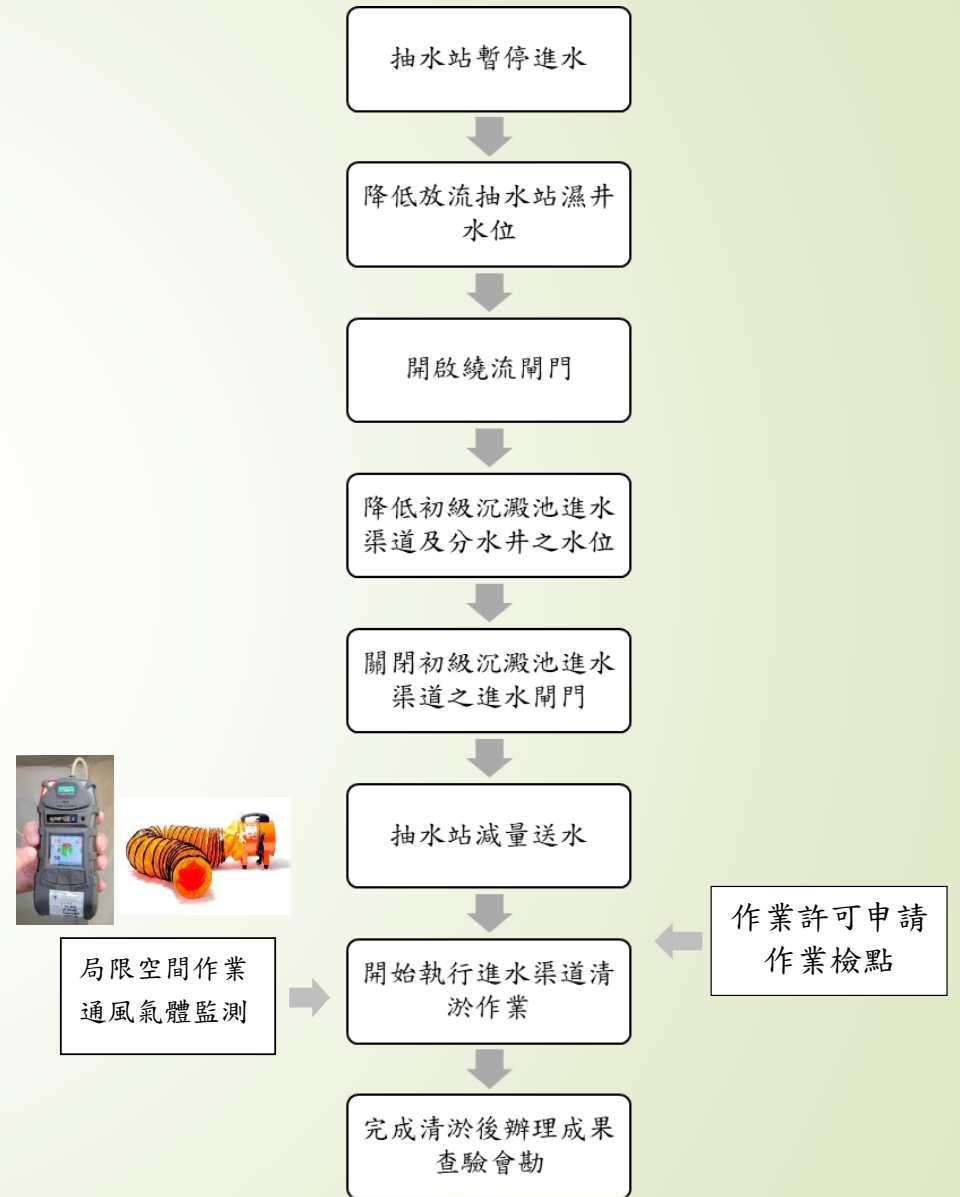 抽水站暫停進水
降低放流抽水站濕井
水位
開啟繞流閘門
降低初級沉澱池進水
渠道及分水井之水位
關閉初級沉澱池進水
渠道之進水閘門
抽水站減量送水
MSA
作業許可申請
作業檢點
局限空間作業
通風氣體監測
開始執行進水渠道清
淤作業
完成清淤後辦理成果
查驗會勘